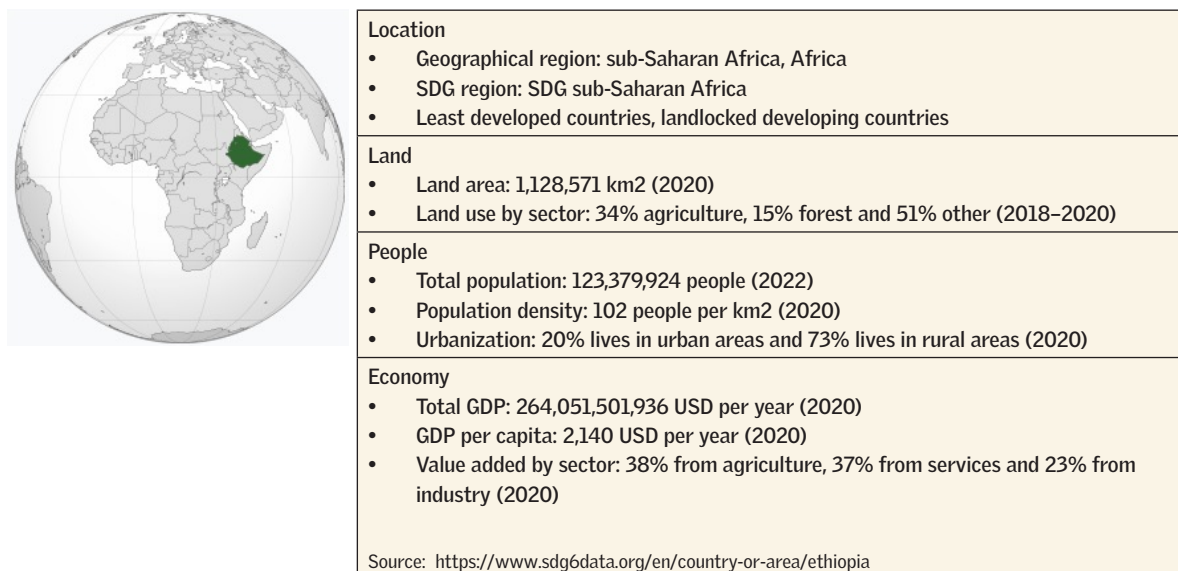 Location
• Geographical region: sub-Saharan Africa, Africa
• SDG region: SDG sub-Saharan Africa
• Least developed countries, landlocked developing countries
Land
• Land area: 1,128,571 km2 (2020)
• Land use by sector: 34% agriculture, 15% forest and 51% other (2018–2020)
People
• Total population: 123,379,924 people (2022)
• Population density: 102 people per km2 (2020)
• Urbanization: 20% lives in urban areas and 73% lives in rural areas (2020)
Economy
• Total GDP: 264,051,501,936 USD per year (2020)
• GDP per capita: 2,140 USD per year (2020)
• Value added by sector: 38% from agriculture, 37% from services and 23% from
industry (2020)
Source: https://www.sdg6data.org/en/country-or-area/ethiopia